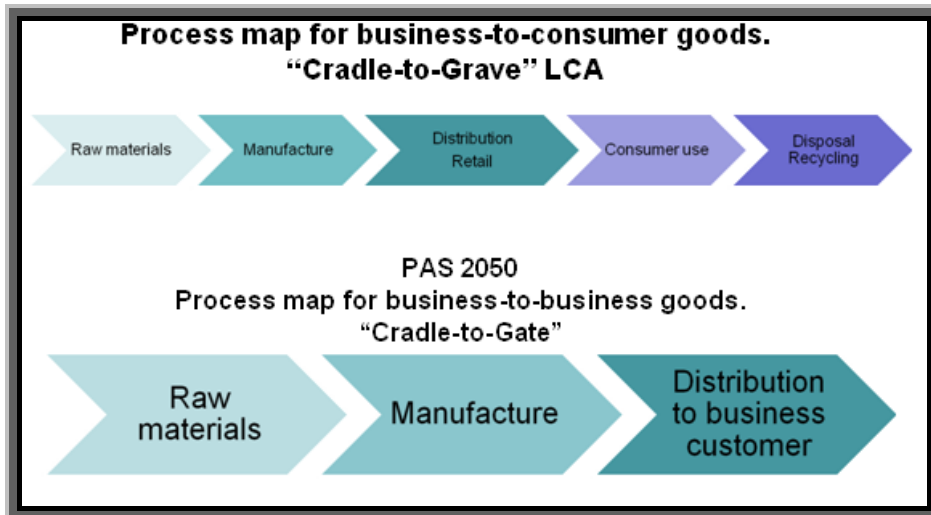 Process map for business-to-consumer goods.
“Cradle-to-Grave” LCA
Raw materials
Manufacture
Distribution
Retail
Consumer use
Disposal
Recycling
PAS 2050
Process map for business-to-business goods.
“Cradle-to-Gate”
Raw
materials
Manufacture
Distribution
to business
customer